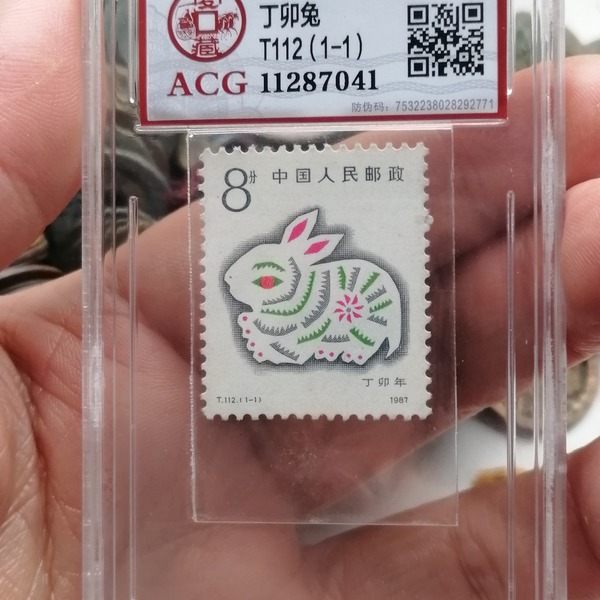 藏
丁卯兔
T112(1-1)
ACG 11287041
防伪码: 7532238028292771
8分 中国人民邮政
丁卯年
T.112.(1-1) 1987